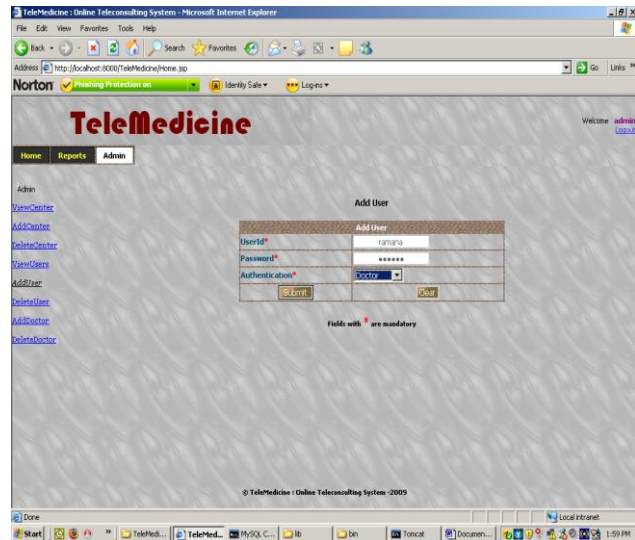 TeleMedicine : Online Teleconsulting System - Microsoft Internet Explorer
File Edit View Favorites Tools Help
Back Search Favorites
Address http://localhost:8000/TeleMedicine/Home.jsp Go Links »
Norton Phishing Protection on Identity Safe Log-ins
TeleMedicine
Welcome admin
Logout
Home Reports Admin
Admin
ViewCenter
AddCenter
DeleteCenter
ViewUsers
AddUser
DeleteUser
AddDoctor
DeleteDoctor
Add User
Add User
UserId* ramana
Password* ●●●●●●
Authentication* Doctor
Submit Clear
Fields with * are mandatory
© TeleMedicine : Online Teleconsulting System -2009
Done Local intranet
Start » TeleMedi... TeleMed... MySQL C... lib bin Tomcat Documen... 1:59 PM